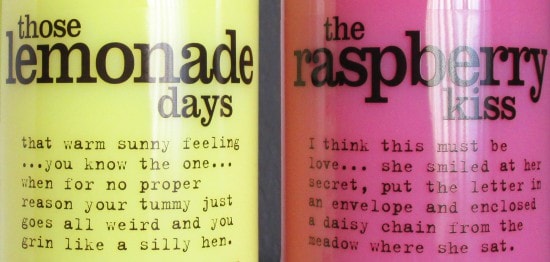 those
lemonade
days
that warm sunny feeling
...you know the one...
when for no proper
reason your tummy just
goes all weird and you
grin like a silly hen.
the
raspberry
kiss
I think this must be
love... she smiled at her
secret, put the letter in
an envelope and enclosed
a daisy chain from the
meadow where she sat.